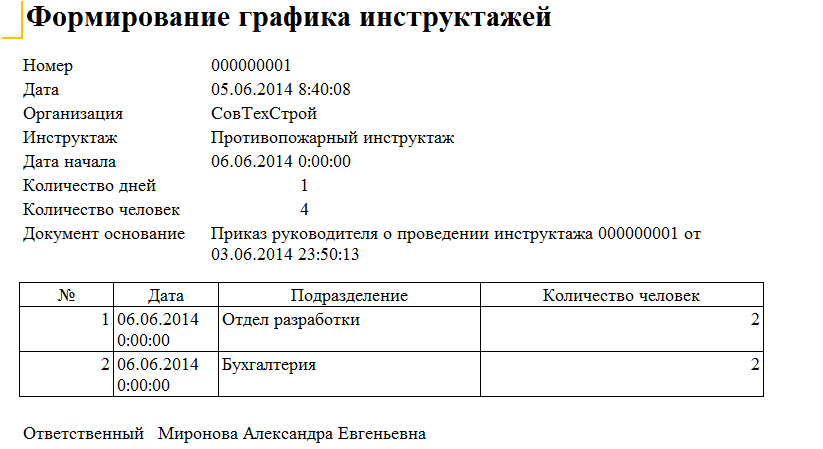 Формирование графика инструктажей
Номер 000000001
Дата 05.06.2014 8:40:08
Организация СовТехСтрой
Инструктаж Противопожарный инструктаж
Дата начала 06.06.2014 0:00:00
Количество дней 1
Количество человек 4
Документ основание Приказ руководителя о проведении инструктажа 000000001 от
03.06.2014 23:50:13
№ Дата Подразделение Количество человек
1 06.06.2014 Отдел разработки 2
0:00:00
2 06.06.2014 Бухгалтерия 2
0:00:00
Ответственный Миронова Александра Евгеньевна